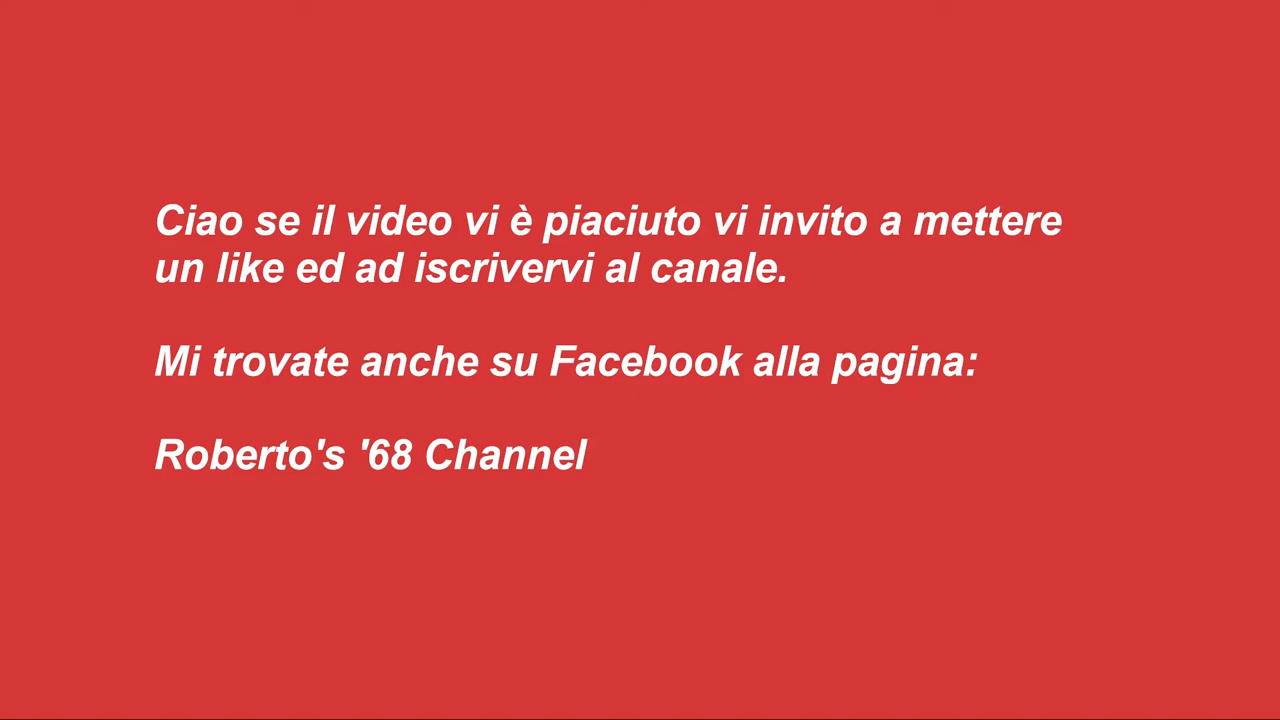 Ciao se il video vi è piaciuto vi invito a mettere
un like ed ad iscrivervi al canale.
Mi trovate anche su Facebook alla pagina:
Roberto's '68 Channel